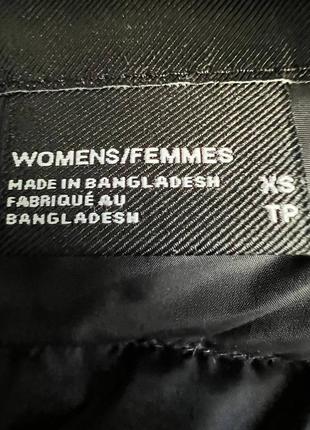 WOMENS/FEMMES
MADE IN BANGLADESH XS
FABRIQUÉ AU TP
BANGLADESH